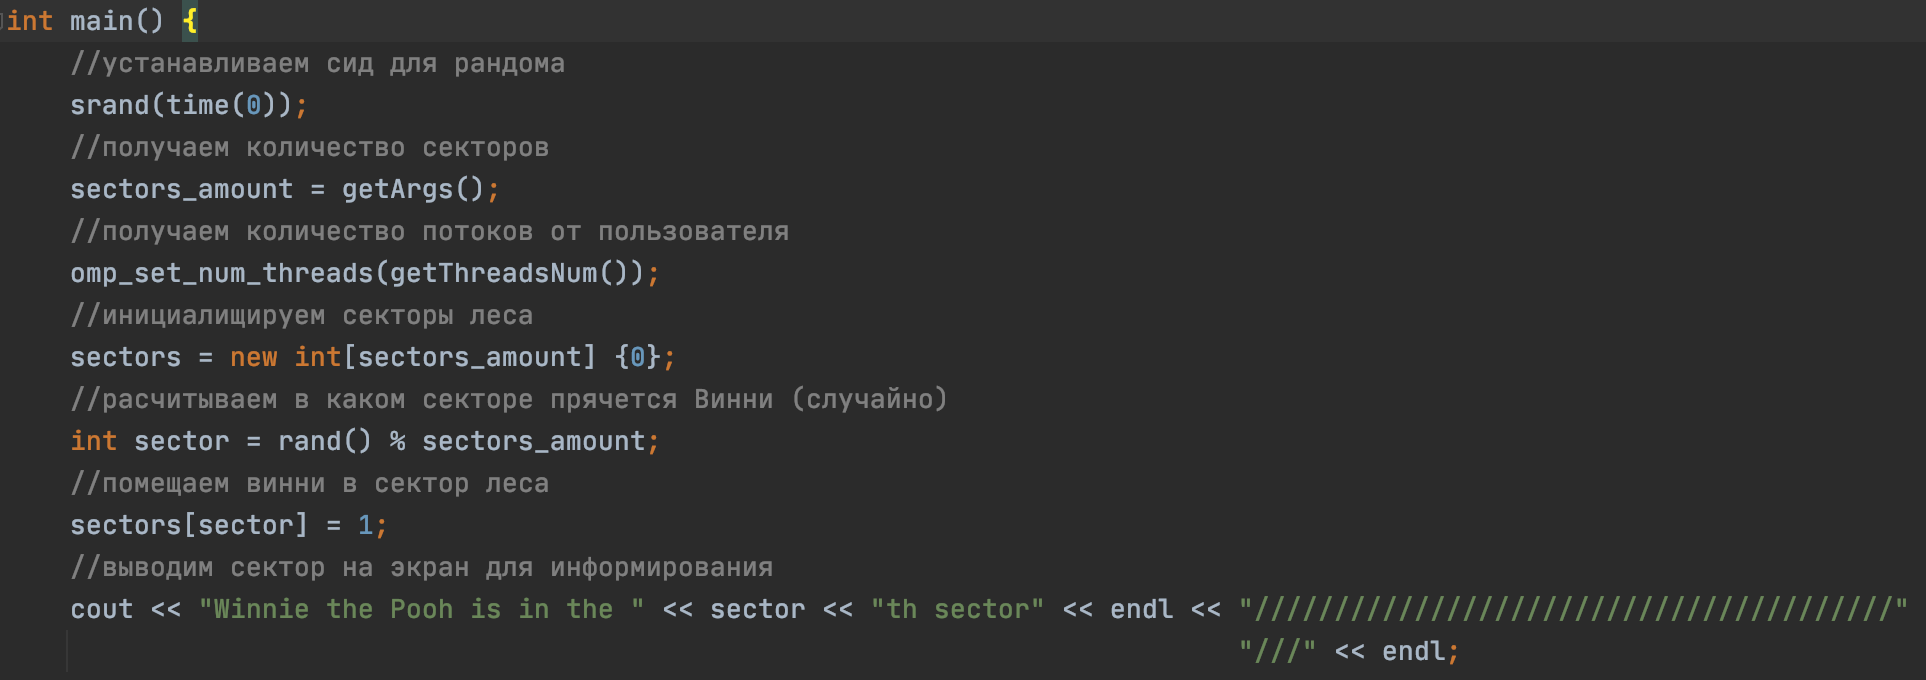 int main() {
//устанавливаем сид для рандома
srand(time(0));
//получаем количество секторов
sectors_amount = getArgs();
//получаем количество потоков от пользователя
omp_set_num_threads(getThreadsNum());
//инициалищируем секторы леса
sectors = new int[sectors_amount] {0};
//расчитываем в каком секторе прячется Винни (случайно)
int sector = rand() % sectors_amount;
//помещаем винни в сектор леса
sectors[sector] = 1;
//выводим сектор на экран для информирования
cout << "Winnie the Pooh is in the " << sector << "th sector" << endl << "////////////////////////////////////////"
"///" << endl;